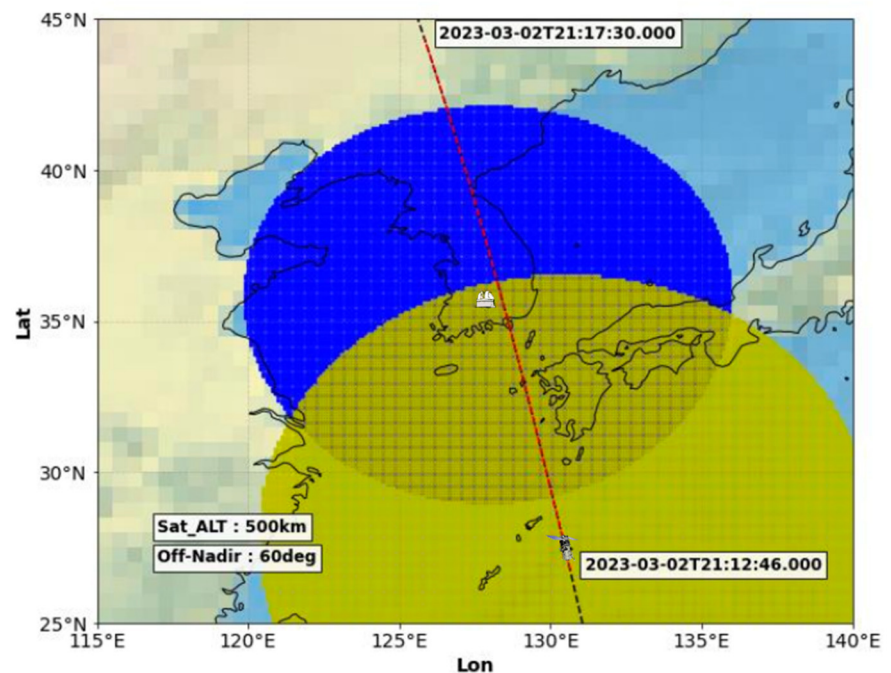 45°N
2023-03-02T21:17:30.000
40°N
Lat
35°N
30°N
Sat_ALT : 500km
Off-Nadir : 60deg
2023-03-02T21:12:46.000
25°N
115°E
120°E
125°E
130°E
135°E
140°E
Lon